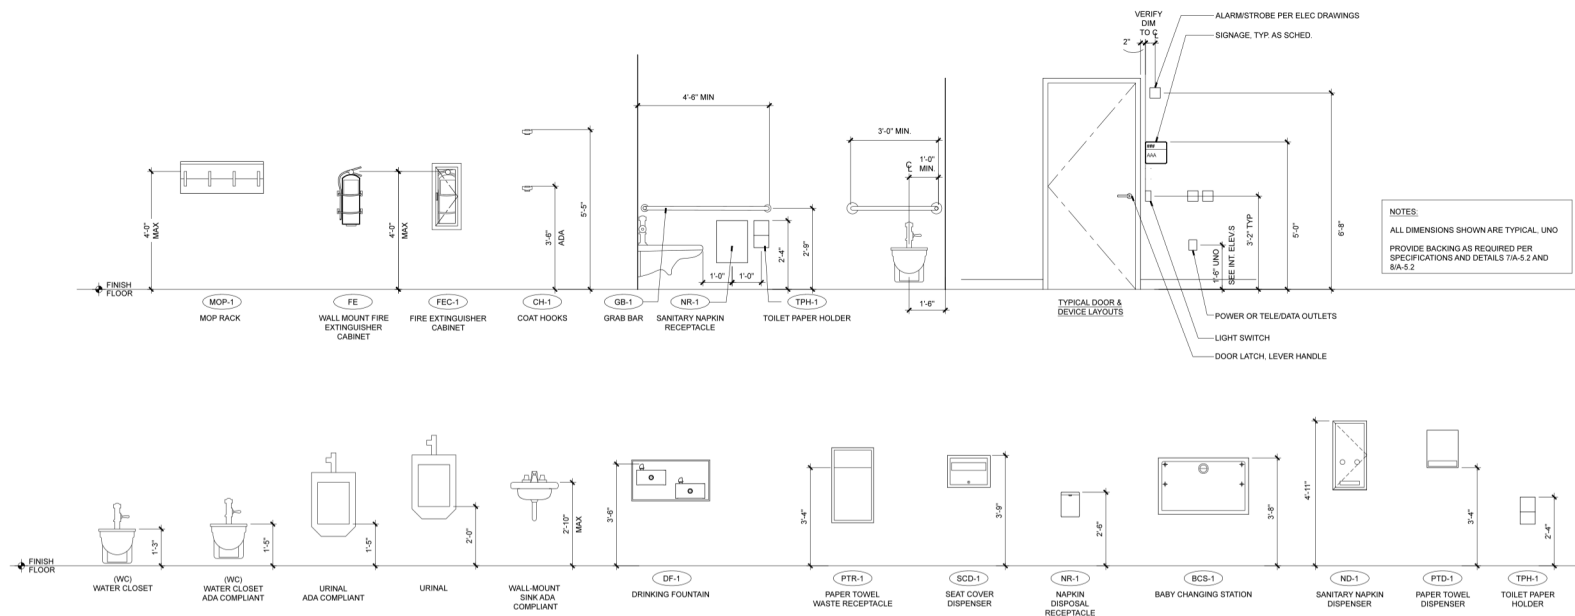 VERIFY
DIM
TO ℄
2"
ALARM/STROBE PER ELEC DRAWINGS
SIGNAGE, TYP. AS SCHED.
4'-6" MIN
3'-0" MIN.
℄
1'-0"
MIN.
###
AAA
4'-0"
MAX
4'-0"
MAX
3'-6"
ADA
5'-5"
2'-4"
2'-9"
1'-0"
1'-0"
1'-6"
1'-6" UNO
SEE INT. ELEV.S
3'-2" TYP
5'-0"
6'-8"
NOTES:
ALL DIMENSIONS SHOWN ARE TYPICAL, UNO
PROVIDE BACKING AS REQUIRED PER
SPECIFICATIONS AND DETAILS 7/A-5.2 AND
8/A-5.2
FINISH
FLOOR
MOP-1
MOP RACK
FE
WALL MOUNT FIRE
EXTINGUISHER
CABINET
FEC-1
FIRE EXTINGUISHER
CABINET
CH-1
COAT HOOKS
GB-1
GRAB BAR
NR-1
SANITARY NAPKIN
RECEPTACLE
TPH-1
TOILET PAPER HOLDER
TYPICAL DOOR &
DEVICE LAYOUTS
POWER OR TELE/DATA OUTLETS
LIGHT SWITCH
DOOR LATCH, LEVER HANDLE
1'-3"
1'-5"
1'-5"
2'-0"
2'-10"
MAX
3'-6"
3'-4"
3'-9"
2'-6"
3'-8"
4'-11"
3'-4"
2'-4"
FINISH
FLOOR
(WC)
WATER CLOSET
(WC)
WATER CLOSET
ADA COMPLIANT
URINAL
ADA COMPLIANT
URINAL
WALL-MOUNT
SINK ADA
COMPLIANT
DF-1
DRINKING FOUNTAIN
PTR-1
PAPER TOWEL
WASTE RECEPTACLE
SCD-1
SEAT COVER
DISPENSER
NR-1
NAPKIN
DISPOSAL
RECEPTACLE
BCS-1
BABY CHANGING STATION
ND-1
SANITARY NAPKIN
DISPENSER
PTD-1
PAPER TOWEL
DISPENSER
TPH-1
TOILET PAPER
HOLDER